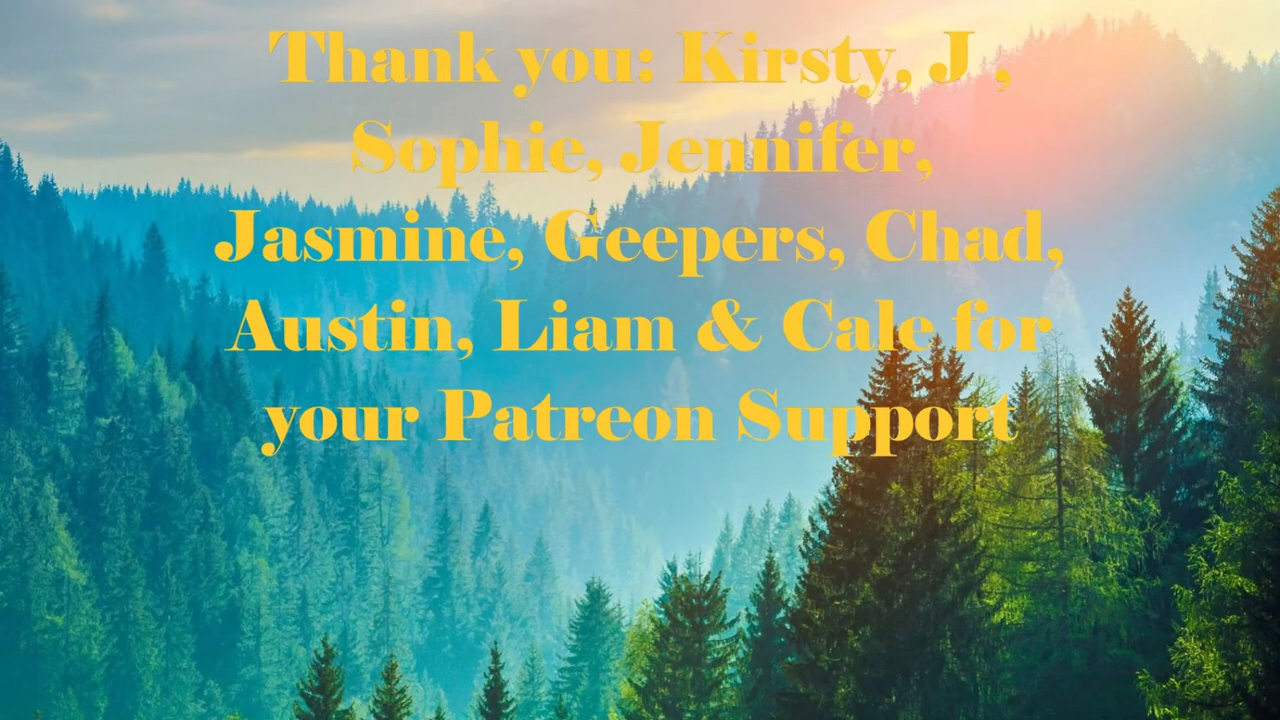 Thank you: Kirsty, J ,
Sophie, Jennifer,
Jasmine, Geepers, Chad,
Austin, Liam & Cale for
your Patreon Support